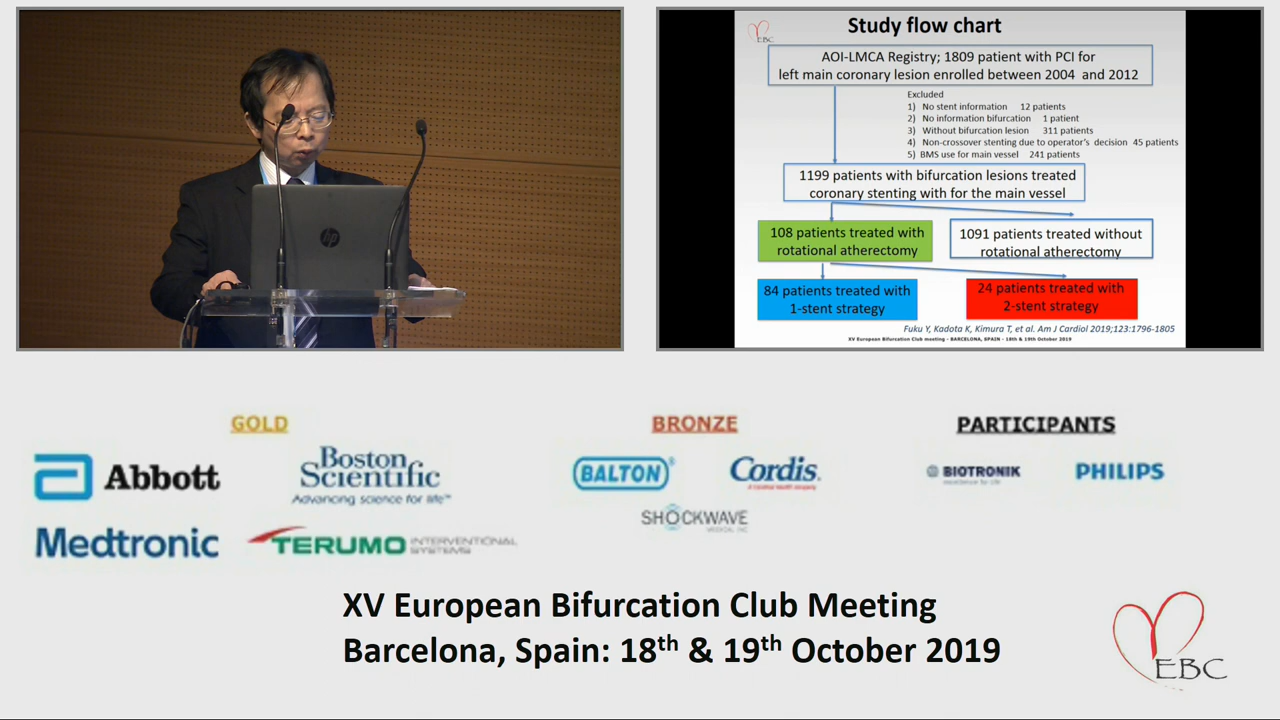 EBC
Study flow chart
AOI-LMCA Registry; 1809 patient with PCI for
left main coronary lesion enrolled between 2004 and 2012
Excluded
1) No stent information 12 patients
2) No information bifurcation 1 patient
3) Without bifurcation lesion 311 patients
4) Non-crossover stenting due to operator's decision 45 patients
5) BMS use for main vessel 241 patients
1199 patients with bifurcation lesions treated
coronary stenting with for the main vessel
108 patients treated with
rotational atherectomy
1091 patients treated without
rotational atherectomy
84 patients treated with
1-stent strategy
24 patients treated with
2-stent strategy
Fuku Y, Kadota K, Kimura T, et al. Am J Cardiol 2019;123:1796-1805
XV European Bifurcation Club meeting - BARCELONA, SPAIN - 18th & 19th October 2019
hp
GOLD
Abbott
Boston
Scientific
Advancing science for life™
Medtronic
TERUMO INTERVENTIONAL
SYSTEMS
BRONZE
BALTON®
Cordis.
SHOCKWAVE
MEDICAL INC
PARTICIPANTS
BIOTRONIK
excellence for life
PHILIPS
XV European Bifurcation Club Meeting
Barcelona, Spain: 18th & 19th October 2019
EBC